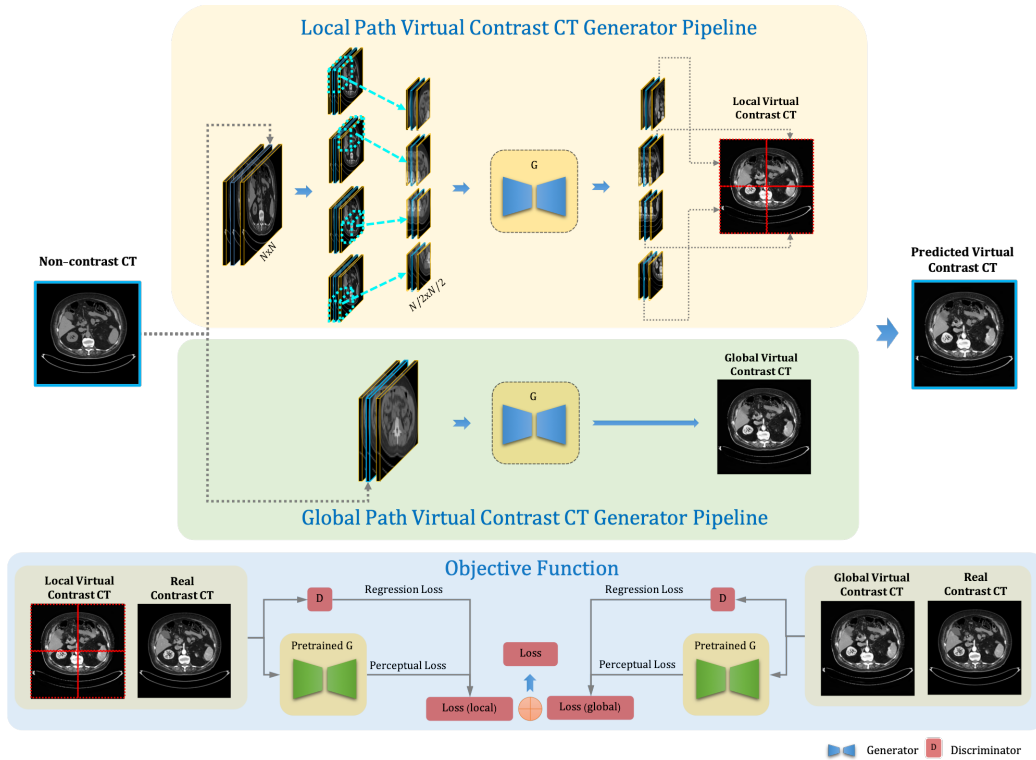 Local Path Virtual Contrast CT Generator Pipeline
Local Virtual
Contrast CT
G
NxN
N/2xN/2
Non-contrast CT
Predicted Virtual
Contrast CT
Global Virtual
Contrast CT
G
Global Path Virtual Contrast CT Generator Pipeline
Objective Function
Local Virtual
Contrast CT
Real
Contrast CT
D
Regression Loss
Pretrained G
Perceptual Loss
Loss (local)
Loss
Loss (global)
Regression Loss
D
Perceptual Loss
Pretrained G
Global Virtual
Contrast CT
Real
Contrast CT
Generator
D
Discriminator